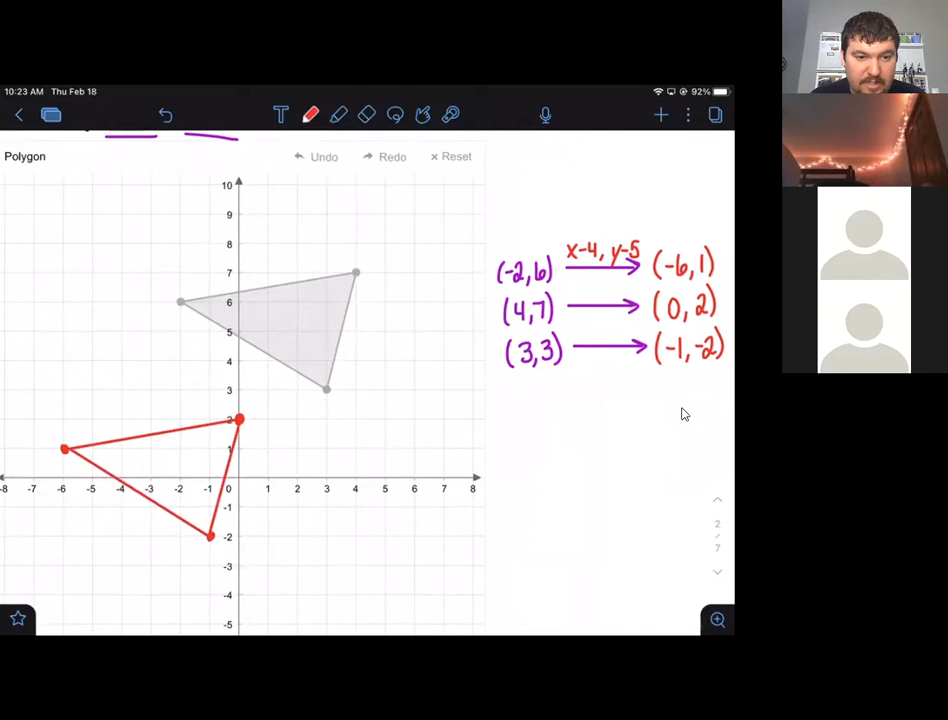 10:23 AM Thu Feb 18
92%
T
Polygon
Undo
Redo
× Reset
10
9
8
7
6
5
4
3
2
1
-8 -7 -6 -5 -4 -3 -2 -1 0 1 2 3 4 5 6 7 8
-1
-2
-3
-4
-5
x-4, y-5
(-2,6) → (-6,1)
(4,7) → (0,2)
(3,3) → (-1,-2)
2
/
7